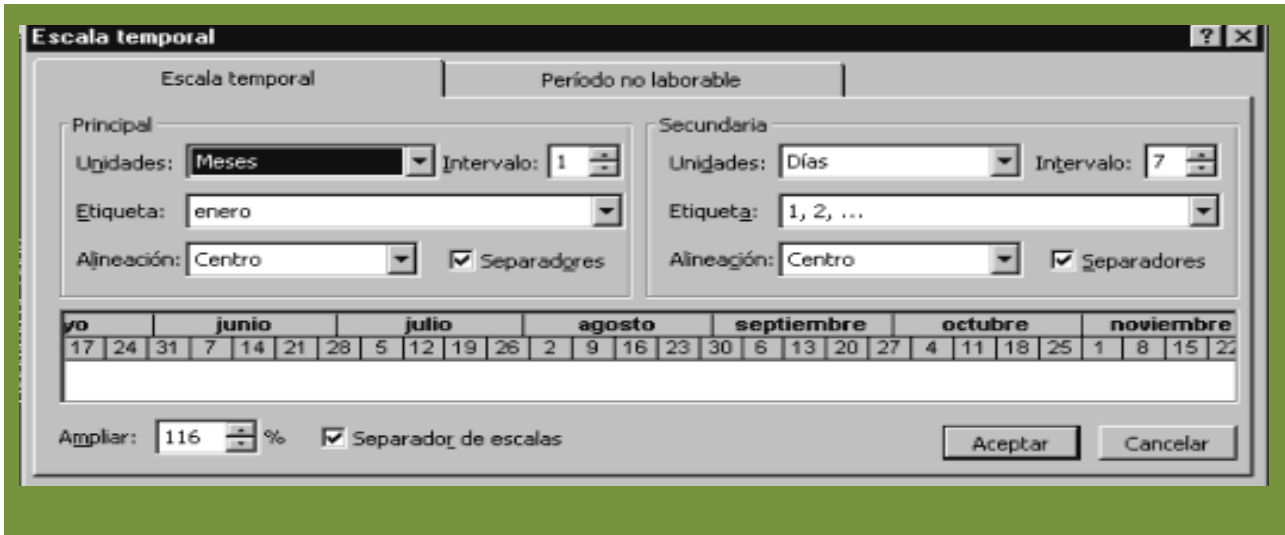 Escala temporal
Escala temporal Período no laborable
Principal Secundaria
Unidades: Meses Intervalo: 1 Unidades: Días Intervalo: 7
Etiqueta: enero Etiqueta: 1, 2, ...
Alineación: Centro Separadores Alineación: Centro Separadores
yo junio julio agosto septiembre octubre noviembre
17 24 31 7 14 21 28 5 12 19 26 2 9 16 23 30 6 13 20 27 4 11 18 25 1 8 15 22
Ampliar: 116 % Separador de escalas Aceptar Cancelar